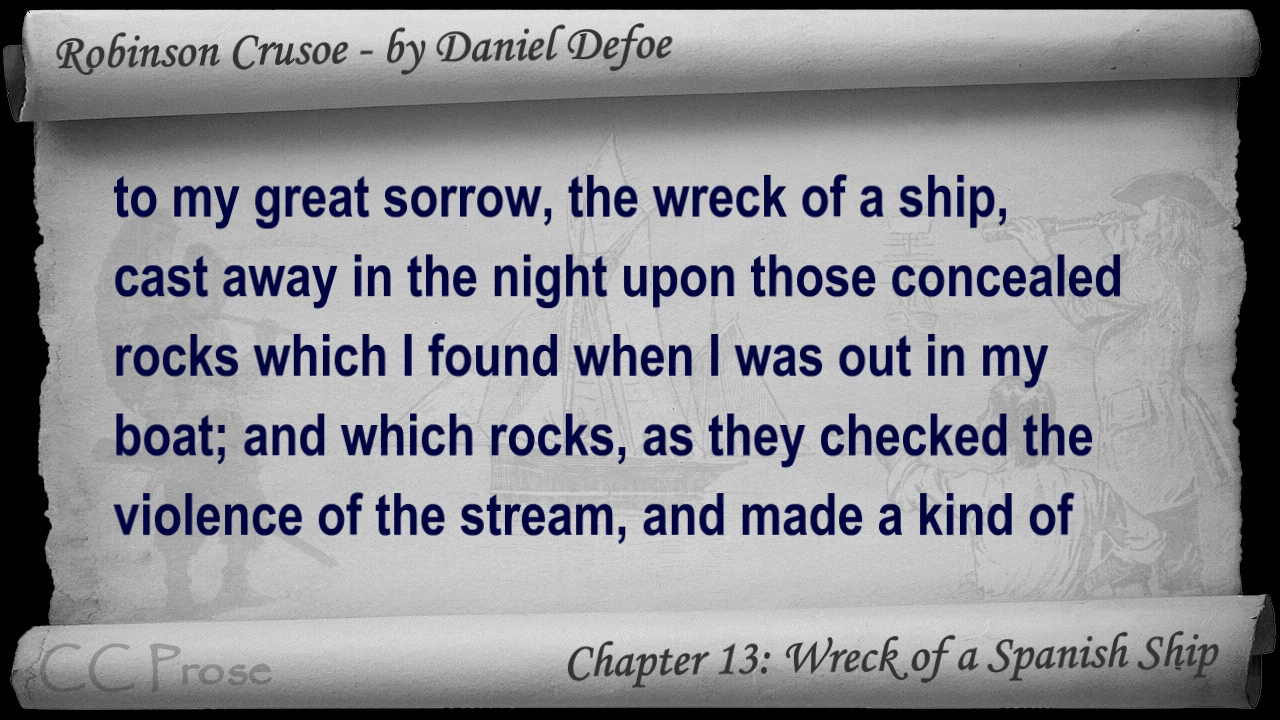 Robinson Crusoe - by Daniel Defoe
to my great sorrow, the wreck of a ship,
cast away in the night upon those concealed
rocks which I found when I was out in my
boat; and which rocks, as they checked the
violence of the stream, and made a kind of
CC Prose
Chapter 13: Wreck of a Spanish Ship